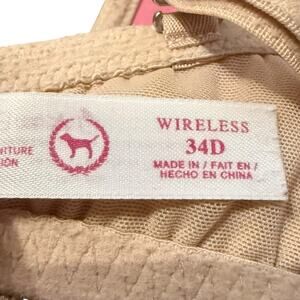 WIRELESS
34D
MADE IN / FAIT EN /
HECHO EN CHINA